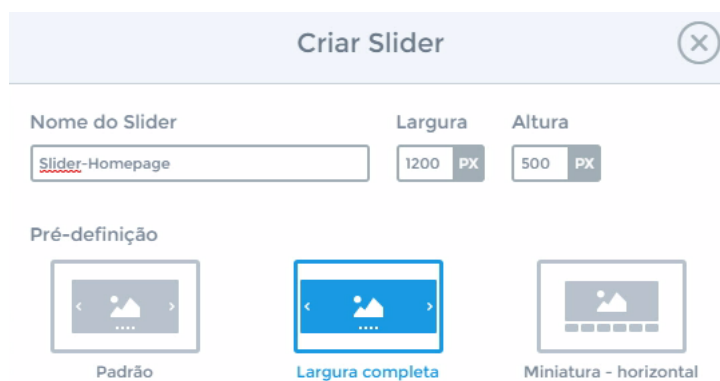 Criar Slider
Nome do Slider
Largura
Altura
Slider-Homepage
1200 PX
500 PX
Pré-definição
Padrão
Largura completa
Miniatura - horizontal